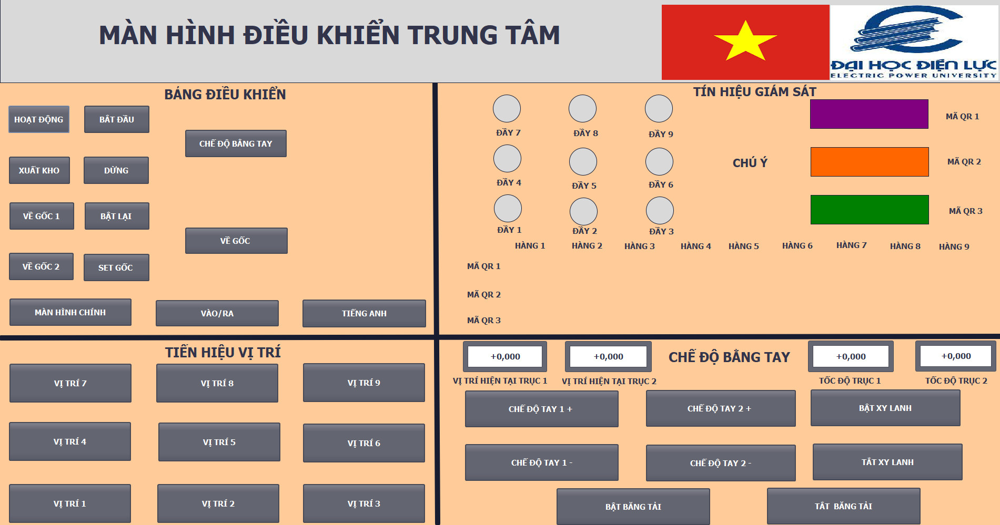 MÀN HÌNH ĐIỀU KHIỂN TRUNG TÂM
ĐẠI HỌC ĐIỆN LỰC
ELECTRIC POWER UNIVERSITY
BẢNG ĐIỀU KHIỂN
HOẠT ĐỘNG
BẮT ĐẦU
CHẾ ĐỘ BẰNG TAY
XUẤT KHO
DỪNG
VỀ GỐC 1
BẬT LẠI
VỀ GỐC
VỀ GỐC 2
SET GỐC
MÀN HÌNH CHÍNH
VÀO/RA
TIẾNG ANH
TÍN HIỆU GIÁM SÁT
ĐẦY 7
ĐẦY 8
ĐẦY 9
MÃ QR 1
ĐẦY 4
ĐẦY 5
ĐẦY 6
CHÚ Ý
MÃ QR 2
ĐẦY 1
ĐẦY 2
ĐẦY 3
MÃ QR 3
HÀNG 1
HÀNG 2
HÀNG 3
HÀNG 4
HÀNG 5
HÀNG 6
HÀNG 7
HÀNG 8
HÀNG 9
MÃ QR 1
MÃ QR 2
MÃ QR 3
TIẾN HIỆU VỊ TRÍ
VỊ TRÍ 7
VỊ TRÍ 8
VỊ TRÍ 9
VỊ TRÍ 4
VỊ TRÍ 5
VỊ TRÍ 6
VỊ TRÍ 1
VỊ TRÍ 2
VỊ TRÍ 3
+0,000
+0,000
CHẾ ĐỘ BẰNG TAY
+0,000
+0,000
VỊ TRÍ HIỆN TẠI TRỤC 1
VỊ TRÍ HIỆN TẠI TRỤC 2
TỐC ĐỘ TRỤC 1
TỐC ĐỘ TRỤC 2
CHẾ ĐỘ TAY 1 +
CHẾ ĐỘ TAY 2 +
BẬT XY LANH
CHẾ ĐỘ TAY 1 -
CHẾ ĐỘ TAY 2 -
TẮT XY LANH
BẬT BĂNG TẢI
TẮT BĂNG TẢI